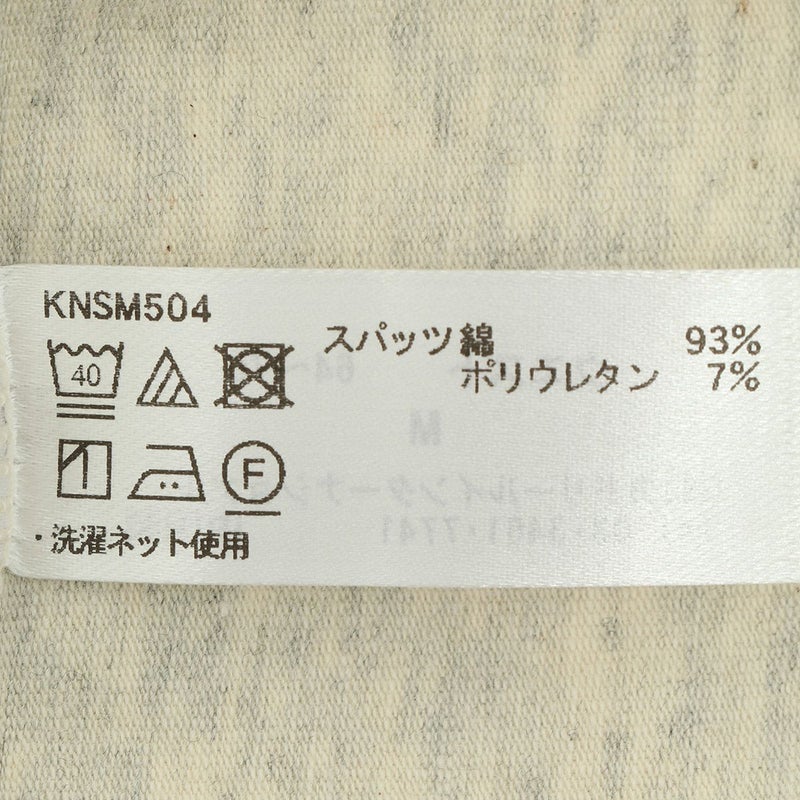 KNSM504
スパッツ 綿 93%
ポリウレタン 7%
40
F
・洗濯ネット使用